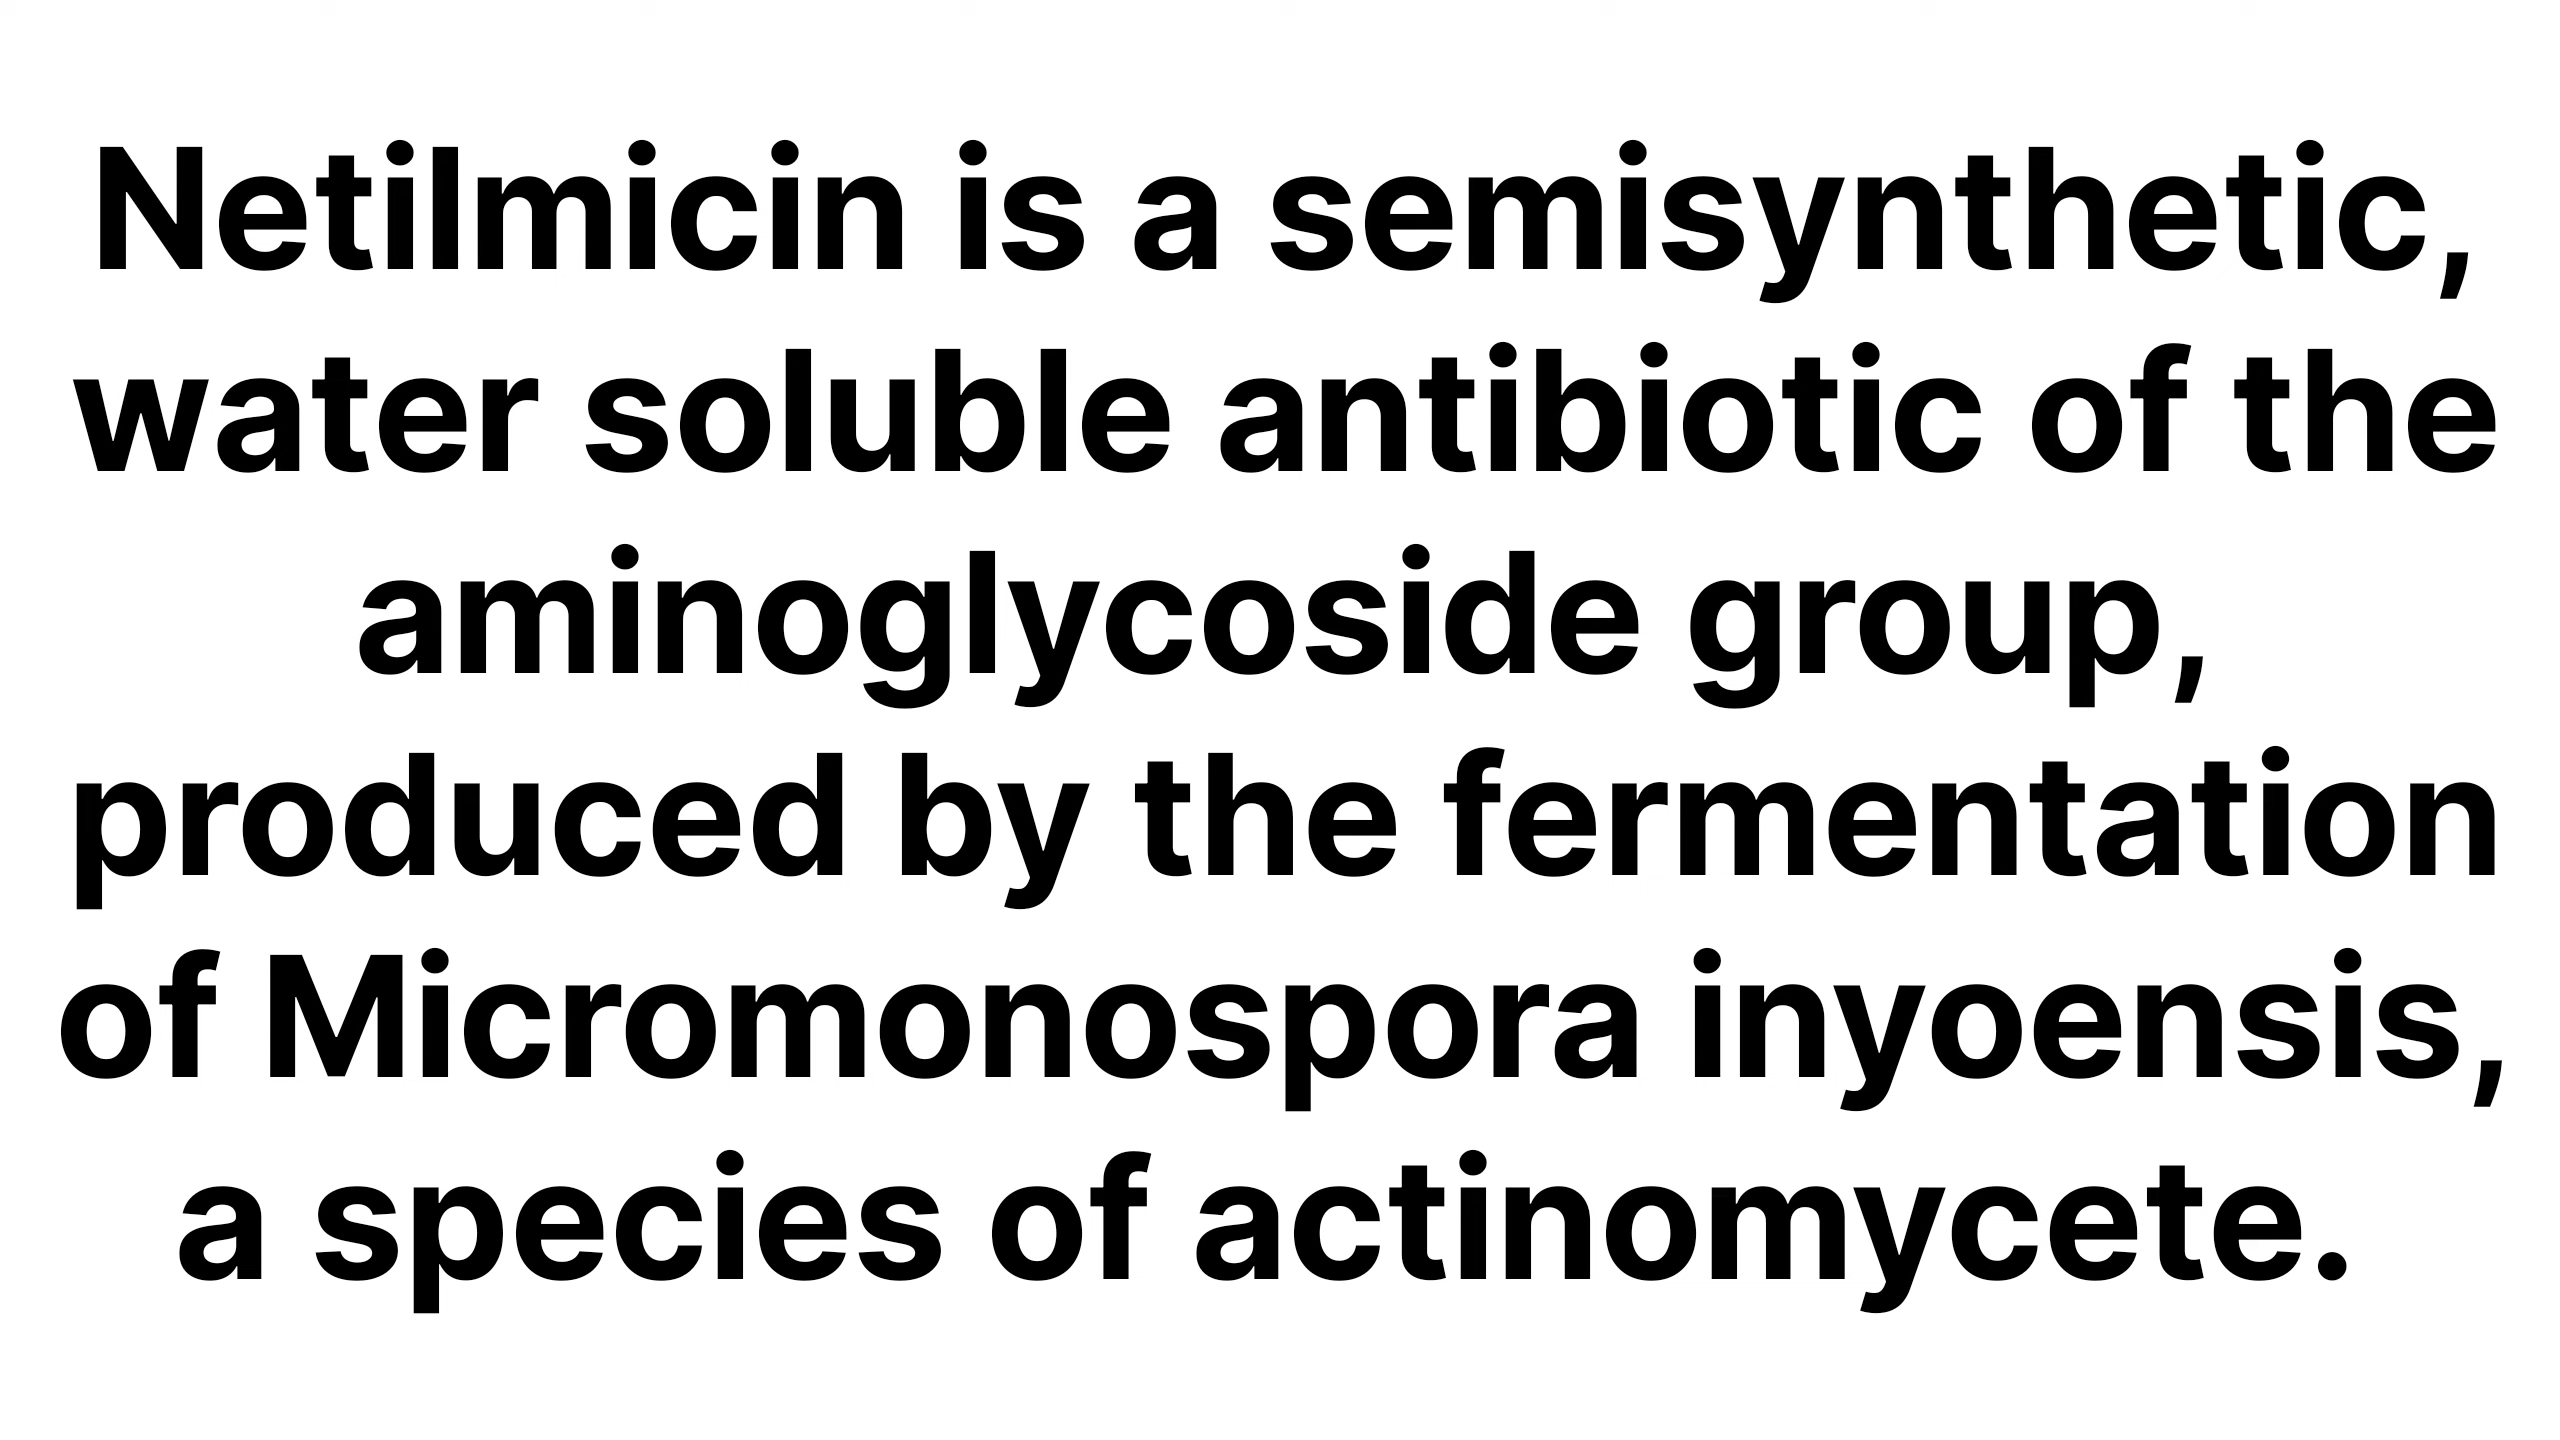 Netilmicin is a semisynthetic,
water soluble antibiotic of the
aminoglycoside group,
produced by the fermentation
of Micromonospora inyoensis,
a species of actinomycete.